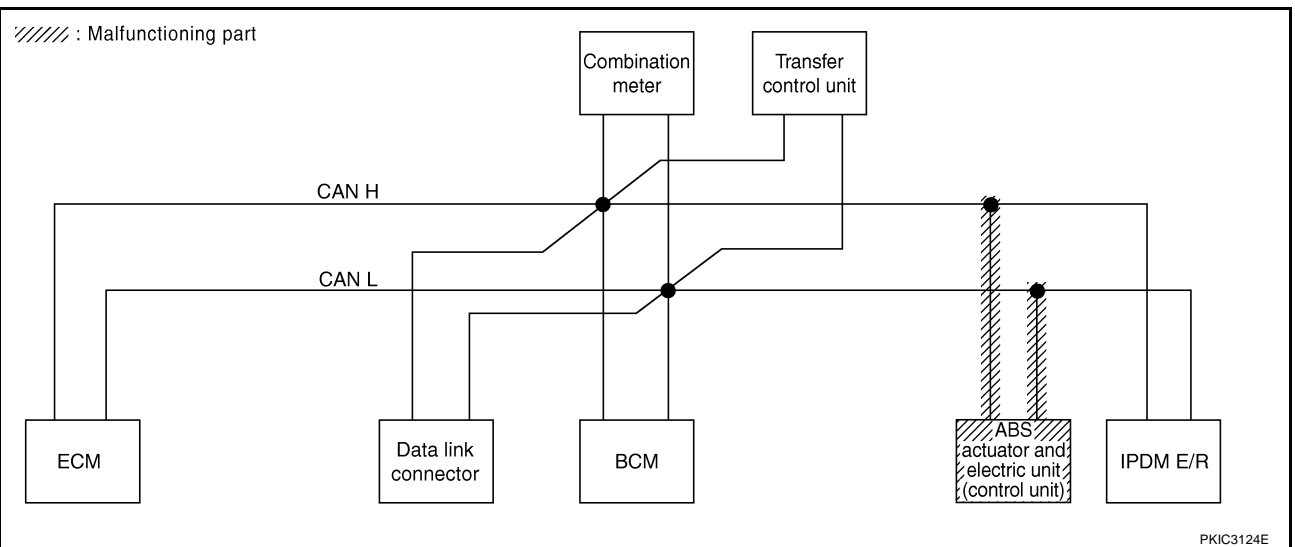 : Malfunctioning part
Combination
meter
Transfer
control unit
CAN H
CAN L
ECM
Data link
connector
BCM
ABS
actuator and
electric unit
(control unit)
IPDM E/R
PKIC3124E